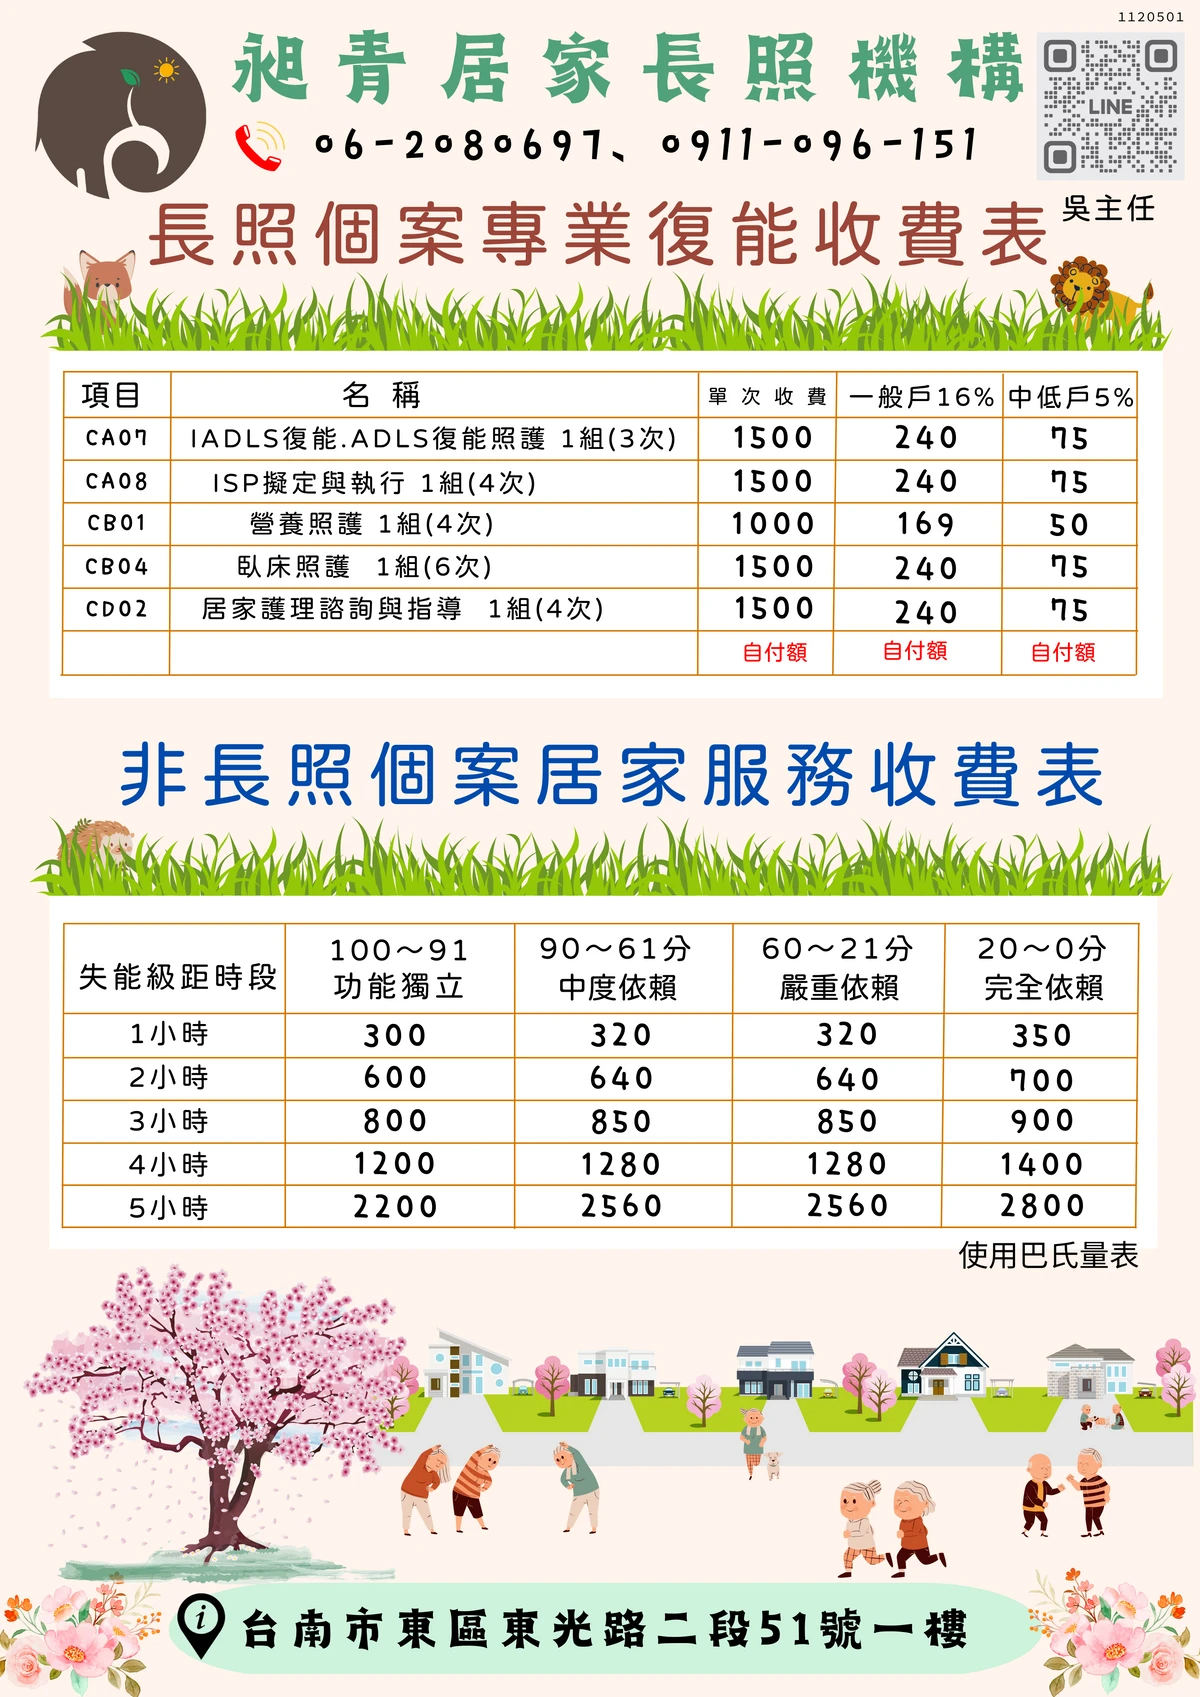 1120501
昶青居家長照機構
06-2080697、0911-096-151
LINE
吳主任
長照個案專業復能收費表
項目 名稱 單次收費 一般戶16% 中低戶5%
CA07 IADLS復能.ADLS復能照護 1組(3次) 1500 240 75
CA08 ISP擬定與執行 1組(4次) 1500 240 75
CB01 營養照護 1組(4次) 1000 169 50
CB04 臥床照護 1組(6次) 1500 240 75
CD02 居家護理諮詢與指導 1組(4次) 1500 240 75
自付額 自付額 自付額
非長照個案居家服務收費表
失能級距時段 100～91 功能獨立 90～61分 中度依賴 60～21分 嚴重依賴 20～0分 完全依賴
1小時 300 320 320 350
2小時 600 640 640 700
3小時 800 850 850 900
4小時 1200 1280 1280 1400
5小時 2200 2560 2560 2800
使用巴氏量表
台南市東區東光路二段51號一樓